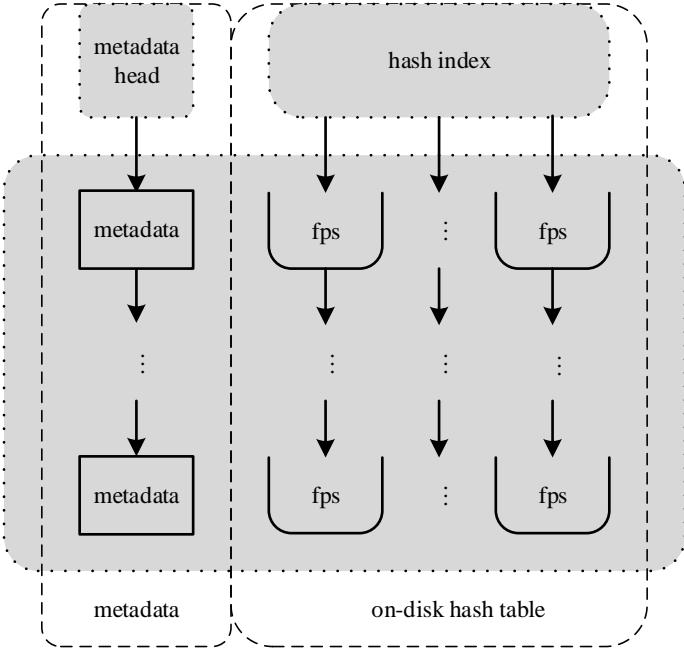 metadata
head
hash index
metadata
fps
⋮
fps
⋮
⋮
⋮
⋮
metadata
fps
⋮
fps
metadata
on-disk hash table